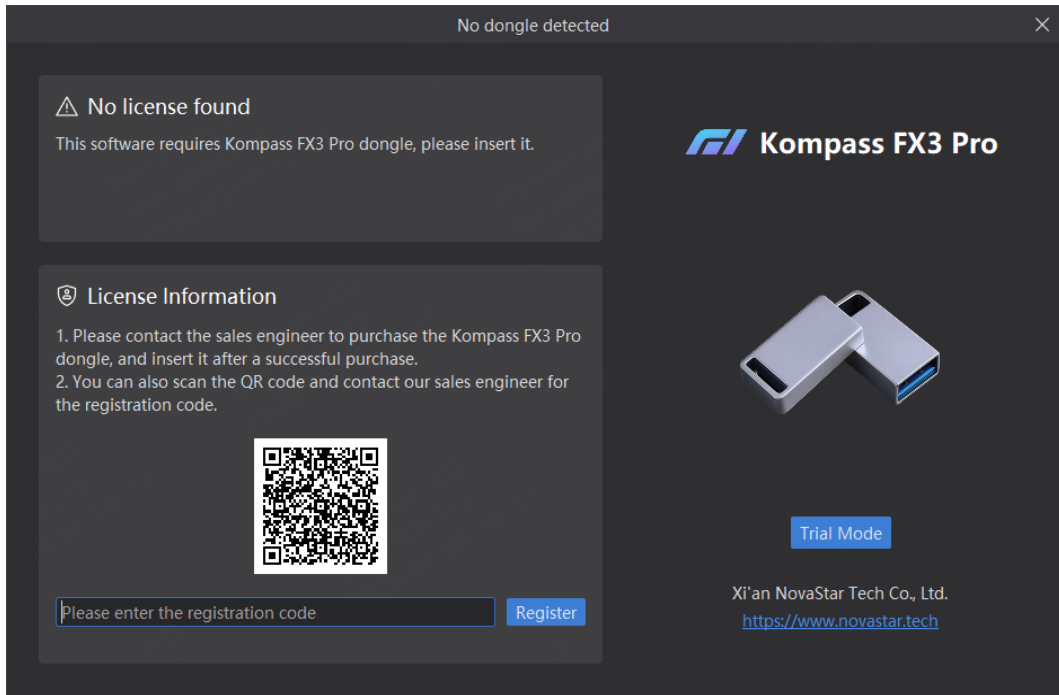 No dongle detected
No license found
This software requires Kompass FX3 Pro dongle, please insert it.
License Information
1. Please contact the sales engineer to purchase the Kompass FX3 Pro
dongle, and insert it after a successful purchase.
2. You can also scan the QR code and contact our sales engineer for
the registration code.
Please enter the registration code
Register
Kompass FX3 Pro
Trial Mode
Xi'an NovaStar Tech Co., Ltd.
https://www.novastar.tech